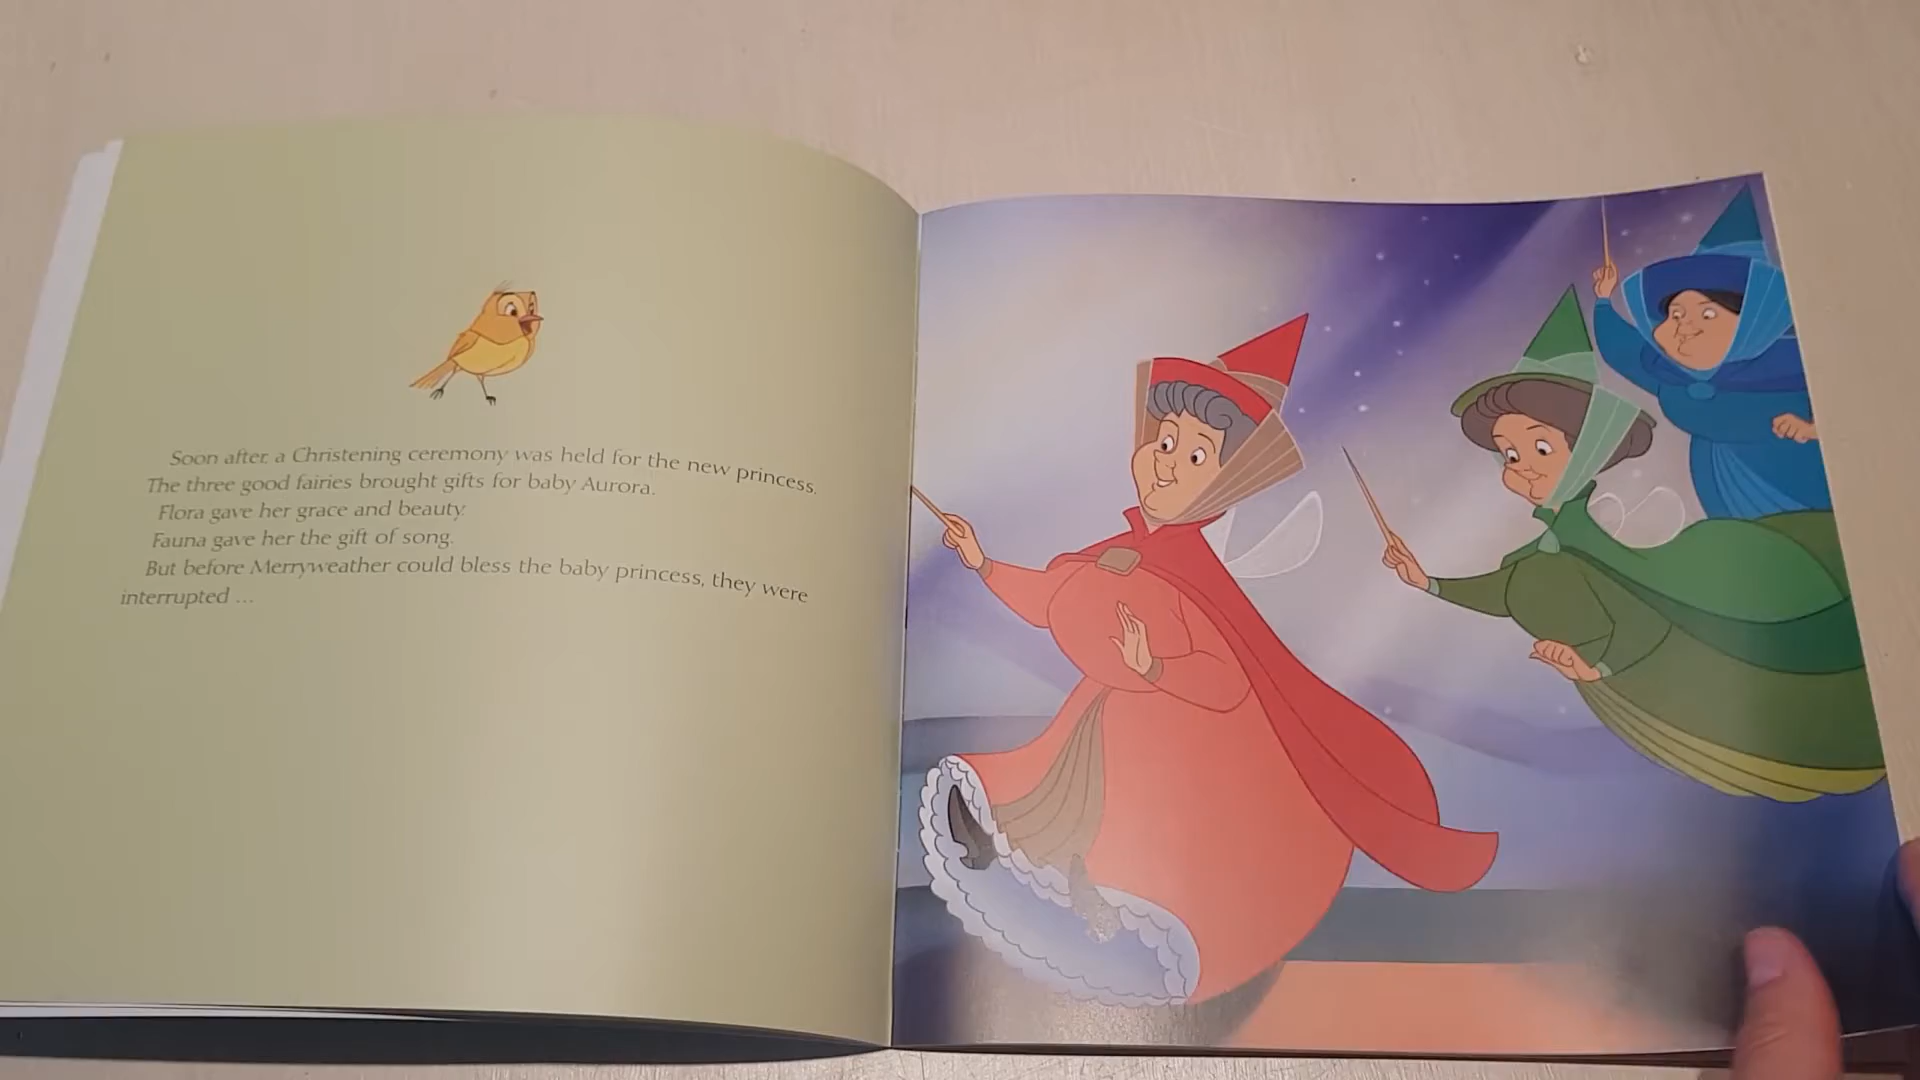 Soon after, a Christening ceremony was held for the new princess.
The three good fairies brought gifts for baby Aurora.
Flora gave her grace and beauty.
Fauna gave her the gift of song.
But before Merryweather could bless the baby princess, they were
interrupted ...